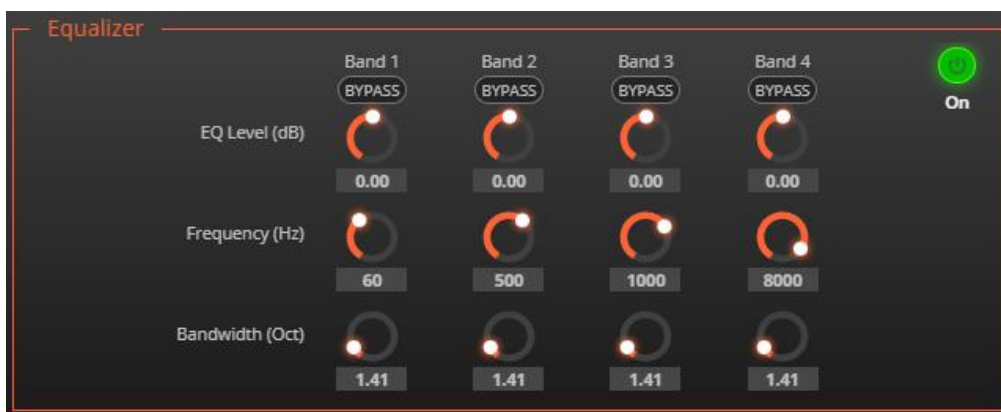 Equalizer
Band 1 Band 2 Band 3 Band 4
BYPASS BYPASS BYPASS BYPASS
On
EQ Level (dB)
0.00 0.00 0.00 0.00
Frequency (Hz)
60 500 1000 8000
Bandwidth (Oct)
1.41 1.41 1.41 1.41